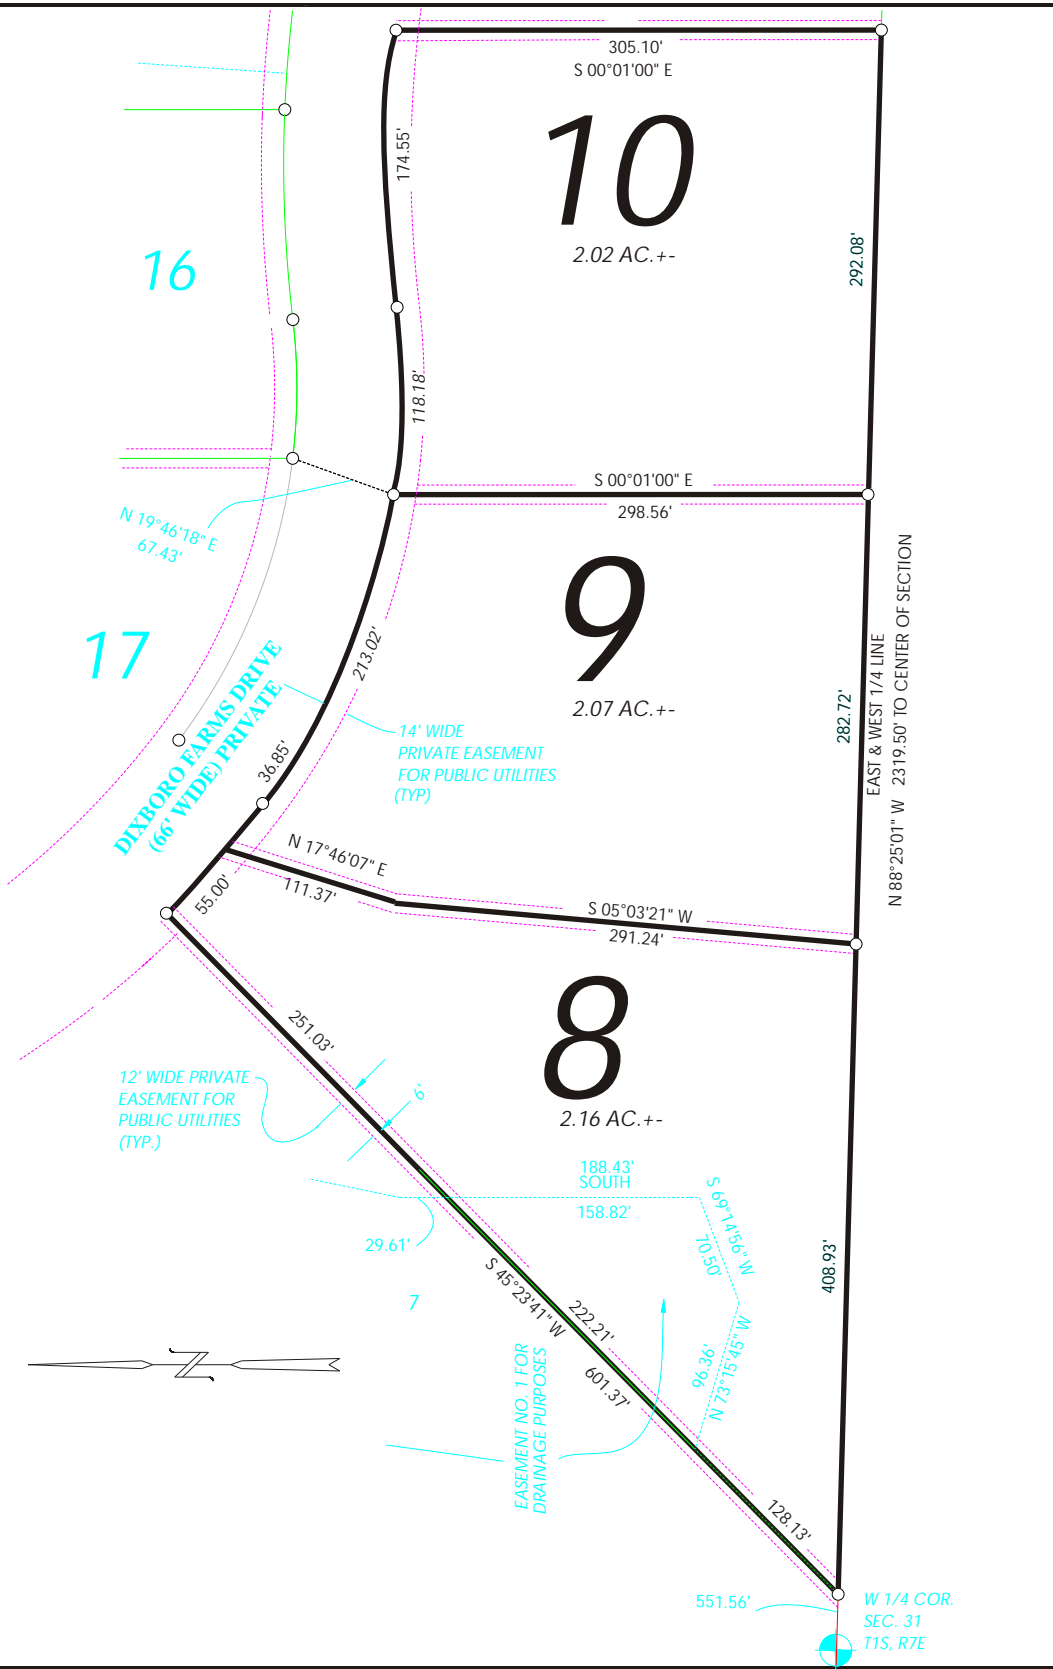 305.10'
S 00°01'00" E
10
2.02 AC.+-
174.55'
292.08'
16
118.18'
S 00°01'00" E
298.56'
N 19°46'18" E
67.43'
9
2.07 AC.+-
17
213.02'
282.72'
EAST & WEST 1/4 LINE
N 88°25'01" W 2319.50' TO CENTER OF SECTION
DIXBORO FARMS DRIVE
(66' WIDE) PRIVATE
14' WIDE
PRIVATE EASEMENT
FOR PUBLIC UTILITIES
(TYP)
36.85'
N 17°46'07" E
111.37'
55.00'
S 05°03'21" W
291.24'
8
2.16 AC.+-
251.03'
12' WIDE PRIVATE
EASEMENT FOR
PUBLIC UTILITIES
(TYP.)
6'
188.43'
SOUTH
158.82'
S 69°14'56" W
70.50'
29.61'
408.93'
7
S 45°23'41" W
222.21'
601.37'
96.36'
N 73°15'45" W
N
EASEMENT NO. 1 FOR
DRAINAGE PURPOSES
128.13'
551.56'
W 1/4 COR.
SEC. 31
T1S, R7E